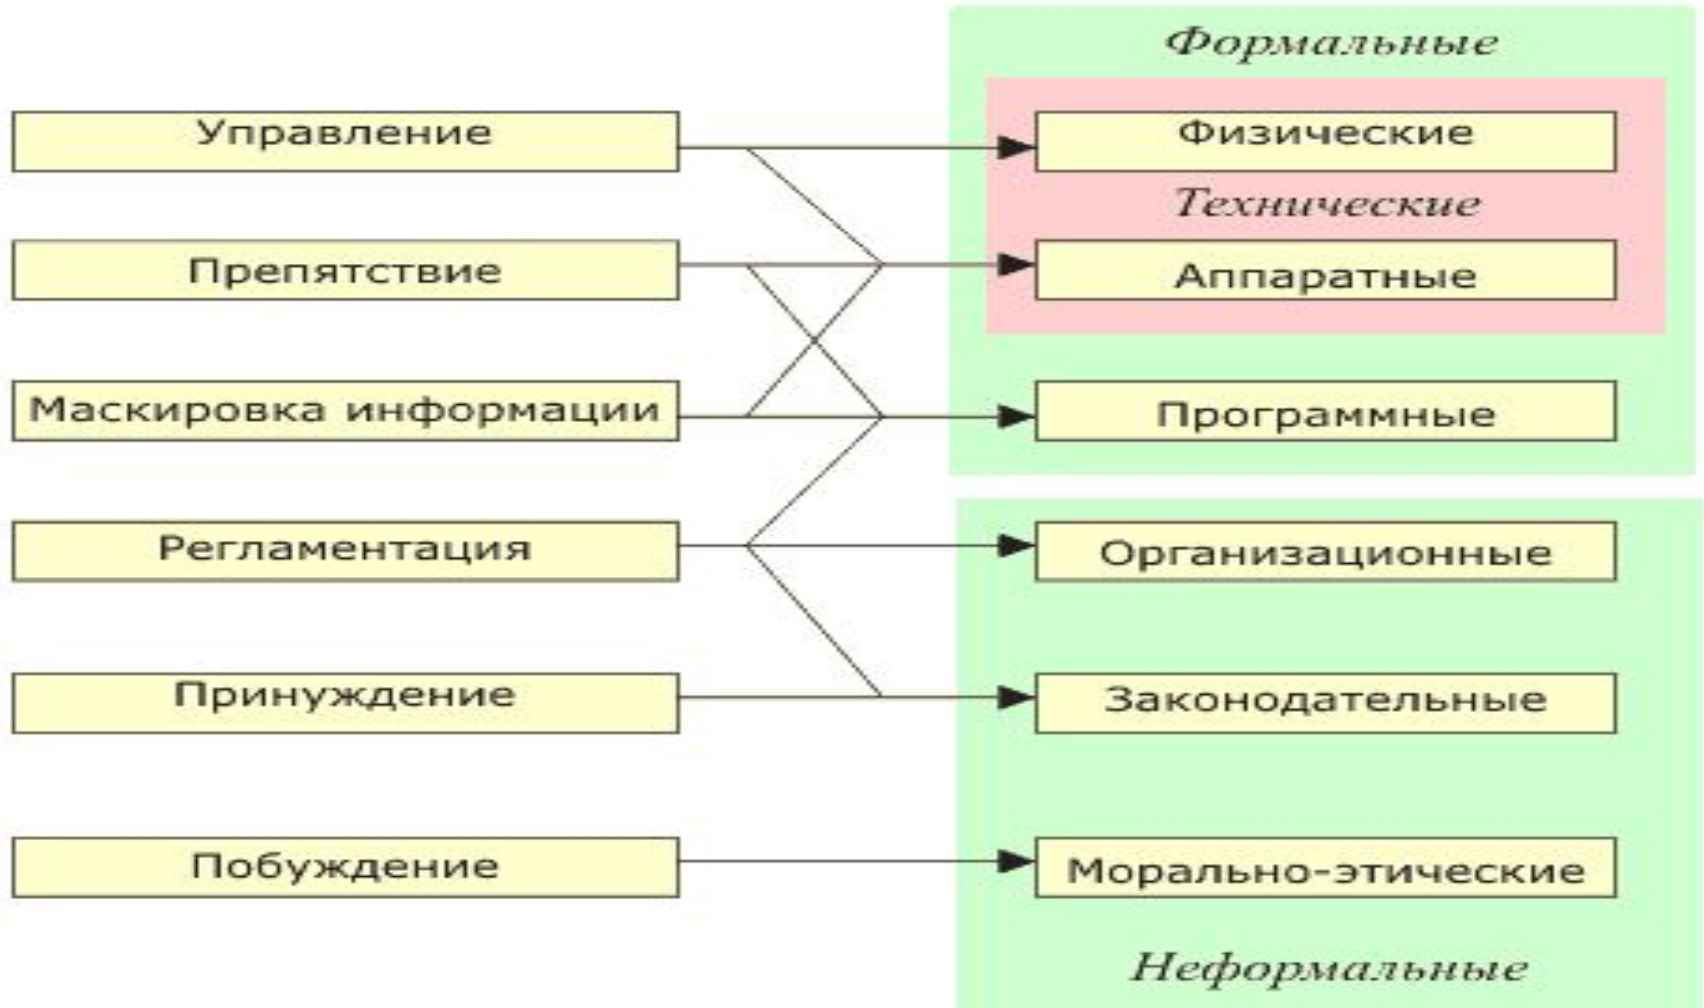 Формальные
Управление
Физические
Технические
Препятствие
Аппаратные
Маскировка информации
Программные
Регламентация
Организационные
Принуждение
Законодательные
Побуждение
Морально-этические
Неформальные